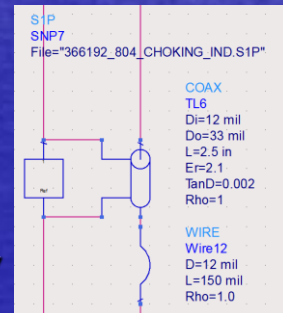 S1P
SNP7
File="366192_804_CHOKING_IND.S1P"
COAX
TL6
Di=12 mil
Do=33 mil
L=2.5 in
Er=2.1
TanD=0.002
Rho=1
Ref
WIRE
Wire12
D=12 mil
L=150 mil
Rho=1.0